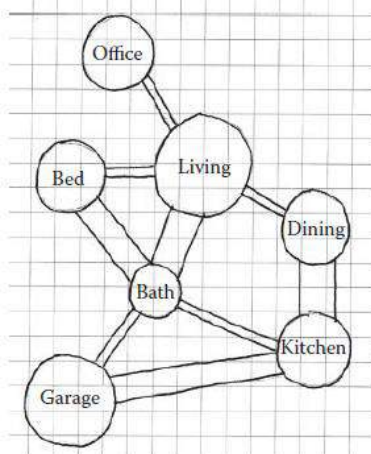 Office
Living
Bed
Dining
Bath
Kitchen
Garage